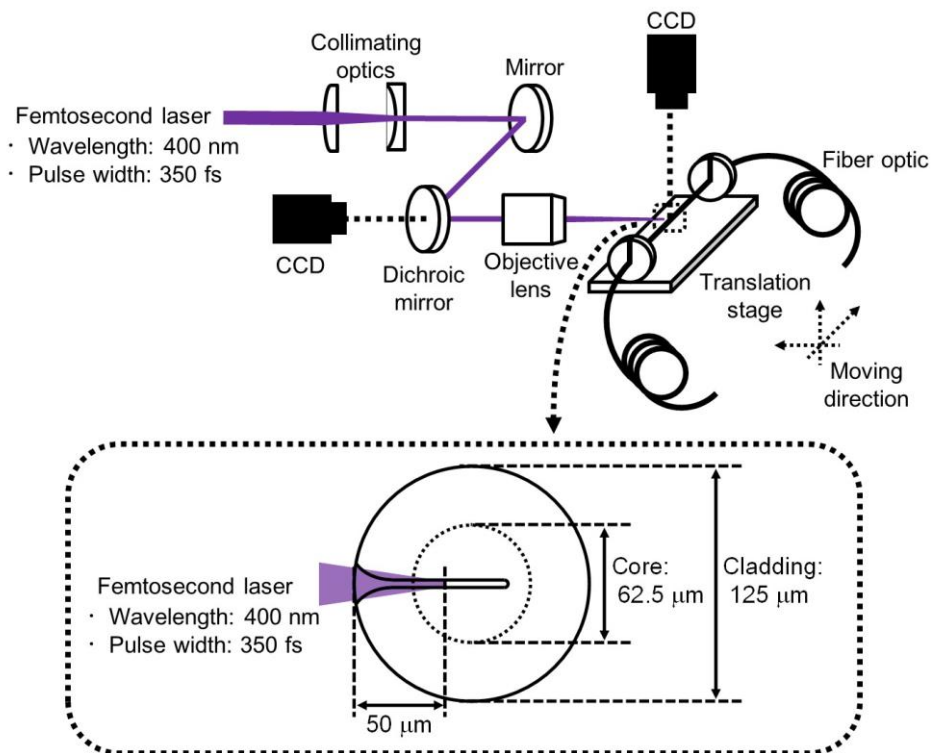 CCD
Collimating
optics
Mirror
Femtosecond laser
· Wavelength: 400 nm
· Pulse width: 350 fs
Fiber optic
CCD
Dichroic
mirror
Objective
lens
Translation
stage
Moving
direction
Femtosecond laser
· Wavelength: 400 nm
· Pulse width: 350 fs
Core:
62.5 μm
Cladding:
125 μm
50 μm